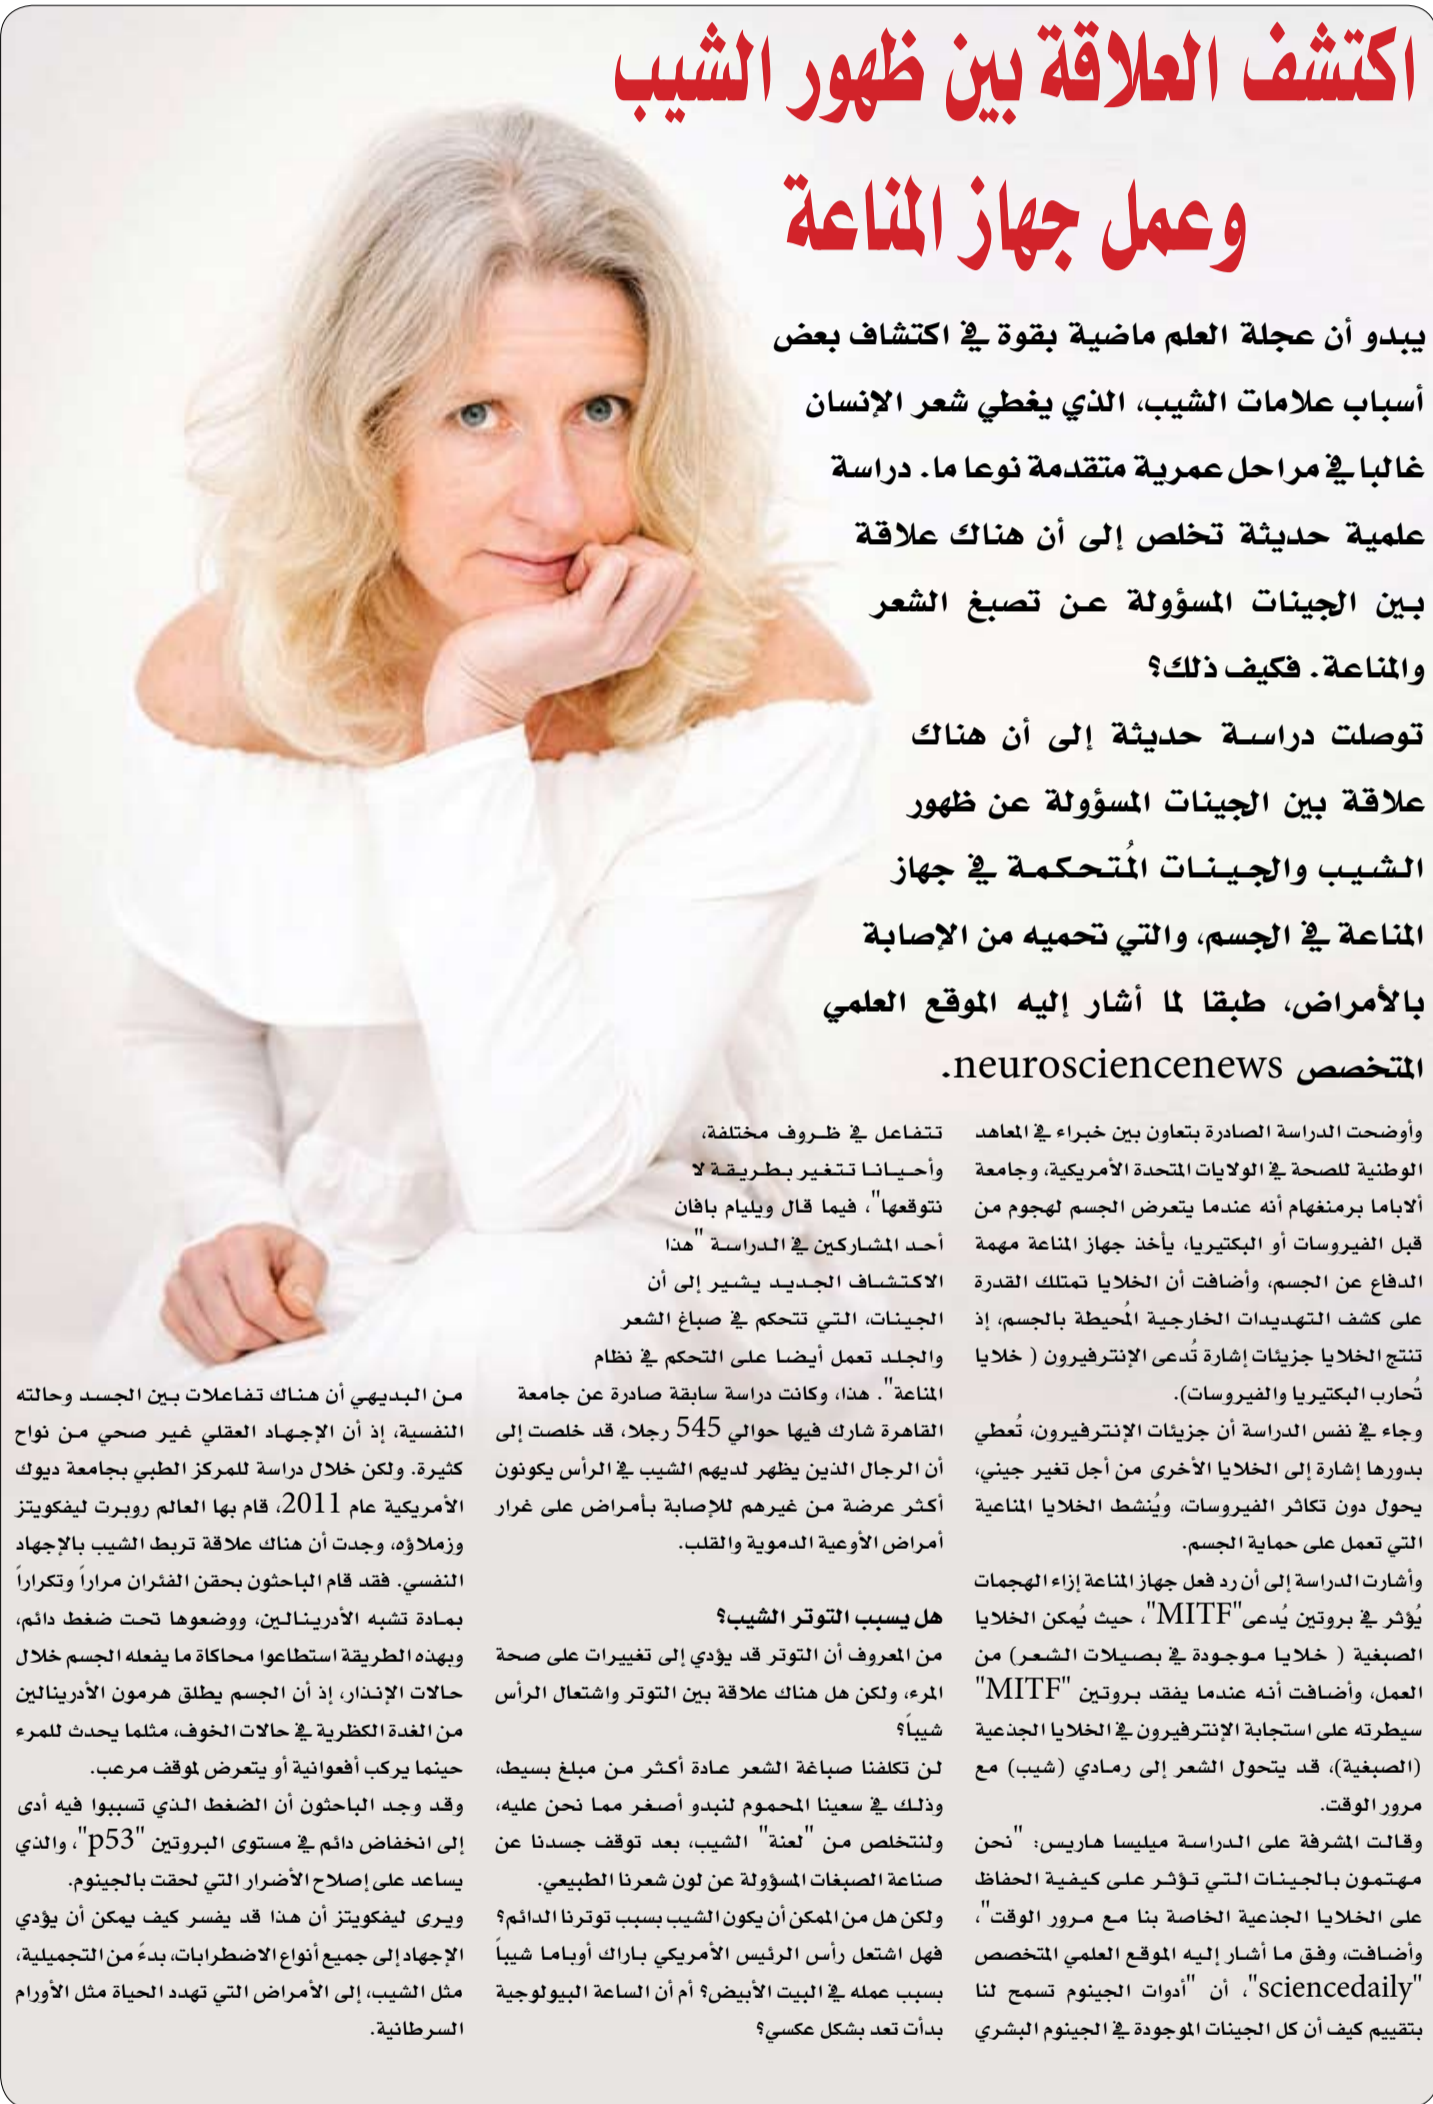 اكتشف العلاقة بين ظهور الشيب
وعمل جهاز المناعة
يبدو أن عجلة العلم ماضية بقوة في اكتشاف بعض
أسباب علامات الشيب، الذي يغطي شعر الإنسان
غالبا في مراحل عمرية متقدمة نوعا ما. دراسة
علمية حديثة تخلص إلى أن هناك علاقة
بين الجينات المسؤولة عن تصبغ الشعر
والمناعة. فكيف ذلك؟
توصلت دراسة حديثة إلى أن هناك
علاقة بين الجينات المسؤولة عن ظهور
الشيب والجينات المُتحكمة في جهاز
المناعة في الجسم، والتي تحميه من الإصابة
بالأمراض، طبقا لما أشار إليه الموقع العلمي
المتخصص neurosciencenews.
وأوضحت الدراسة الصادرة بتعاون بين خبراء في المعاهد
الوطنية للصحة في الولايات المتحدة الأمريكية، وجامعة
ألاباما برمنغهام أنه عندما يتعرض الجسم لهجوم من
قبل الفيروسات أو البكتيريا، يأخذ جهاز المناعة مهمة
الدفاع عن الجسم، وأضافت أن الخلايا تمتلك القدرة
على كشف التهديدات الخارجية المُحيطة بالجسم، إذ
تنتج الخلايا جزيئات إشارة تُدعى الإنترفيرون ( خلايا
تُحارب البكتيريا والفيروسات).
وجاء في نفس الدراسة أن جزيئات الإنترفيرون، تُعطي
بدورها إشارة إلى الخلايا الأخرى من أجل تغير جيني،
يحول دون تكاثر الفيروسات، ويُنشط الخلايا المناعية
التي تعمل على حماية الجسم.
وأشارت الدراسة إلى أن رد فعل جهاز المناعة إزاء الهجمات
يُؤثر في بروتين يُدعى"MITF"، حيث يُمكن الخلايا
الصبغية ( خلايا موجودة في بصيلات الشعر) من
العمل، وأضافت أنه عندما يفقد بروتين "MITF"
سيطرته على استجابة الإنترفيرون في الخلايا الجذعية
(الصبغية)، قد يتحول الشعر إلى رمادي (شيب) مع
مرور الوقت.
وقالت المشرفة على الدراسة ميليسا هاريس: "نحن
مهتمون بالجينات التي تؤثر على كيفية الحفاظ
على الخلايا الجذعية الخاصة بنا مع مرور الوقت"،
وأضافت، وفق ما أشار إليه الموقع العلمي المتخصص
"sciencedaily"، أن "أدوات الجينوم تسمح لنا
بتقييم كيف أن كل الجينات الموجودة في الجينوم البشري
تتفاعل في ظروف مختلفة،
وأحيانا تتغير بطريقة لا
نتوقعها"، فيما قال ويليام بافان
أحد المشاركين في الدراسة "هذا
الاكتشاف الجديد يشير إلى أن
الجينات، التي تتحكم في صباغ الشعر
والجلد تعمل أيضا على التحكم في نظام
المناعة". هذا، وكانت دراسة سابقة صادرة عن جامعة
القاهرة شارك فيها حوالي 545 رجلا، قد خلصت إلى
أن الرجال الذين يظهر لديهم الشيب في الرأس يكونون
أكثر عرضة من غيرهم للإصابة بأمراض على غرار
أمراض الأوعية الدموية والقلب.
هل يسبب التوتر الشيب؟
من المعروف أن التوتر قد يؤدي إلى تغييرات على صحة
المرء، ولكن هل هناك علاقة بين التوتر واشتعال الرأس
شيباً؟
لن تكلفنا صباغة الشعر عادة أكثر من مبلغ بسيط،
وذلك في سعينا المحموم لنبدو أصغر مما نحن عليه،
ولنتخلص من "لعنة" الشيب، بعد توقف جسدنا عن
صناعة الصبغات المسؤولة عن لون شعرنا الطبيعي.
ولكن هل من الممكن أن يكون الشيب بسبب توترنا الدائم؟
فهل اشتعل رأس الرئيس الأمريكي باراك أوباما شيباً
بسبب عمله في البيت الأبيض؟ أم أن الساعة البيولوجية
بدأت تعد بشكل عكسي؟
من البديهي أن هناك تفاعلات بين الجسد وحالته
النفسية، إذ أن الإجهاد العقلي غير صحي من نواح
كثيرة. ولكن خلال دراسة للمركز الطبي بجامعة ديوك
الأمريكية عام 2011، قام بها العالم روبرت ليفكويتز
وزملاؤه، وجدت أن هناك علاقة تربط الشيب بالإجهاد
النفسي. فقد قام الباحثون بحقن الفئران مراراً وتكراراً
بمادة تشبه الأدرينالين، ووضعوها تحت ضغط دائم،
وبهذه الطريقة استطاعوا محاكاة ما يفعله الجسم خلال
حالات الإنذار، إذ أن الجسم يطلق هرمون الأدرينالين
من الغدة الكظرية في حالات الخوف، مثلما يحدث للمرء
حينما يركب أفعوانية أو يتعرض لموقف مرعب.
وقد وجد الباحثون أن الضغط الذي تسببوا فيه أدى
إلى انخفاض دائم في مستوى البروتين "p53"، والذي
يساعد على إصلاح الأضرار التي لحقت بالجينوم.
ويرى ليفكويتز أن هذا قد يفسر كيف يمكن أن يؤدي
الإجهاد إلى جميع أنواع الاضطرابات، بدءً من التجميلية،
مثل الشيب، إلى الأمراض التي تهدد الحياة مثل الأورام
السرطانية.